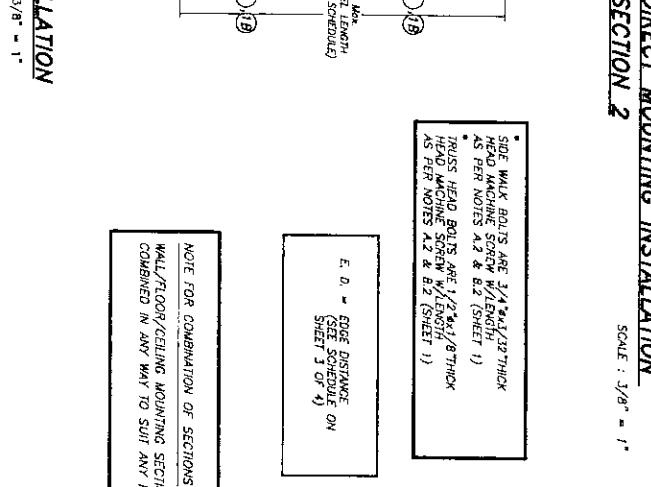 DIRECT MOUNTING INSTALLATION
SECTION 2
SCALE : 3/8" = 1"
* SIDE WALK BOLTS ARE 3/4"øx3/32"THICK
HEAD MACHINE SCREW W/LENGTH
AS PER NOTES A.2 & B.2 (SHEET 1)
* TRUSS HEAD BOLTS ARE 1/2"øx1/8"THICK
HEAD MACHINE SCREW W/LENGTH
AS PER NOTES A.2 & B.2 (SHEET 1)
E. D. = EDGE DISTANCE
(SEE SCHEDULE ON
SHEET 3 OF 4)
NOTE FOR COMBINATION OF SECTIONS
WALL/FLOOR/CEILING MOUNTING SECTI
COMBINED IN ANY WAY TO SUIT ANY
,1B
Max.
EL LENGTH
SCHEDULE)
,1B
LLATION
3/8" = 1"